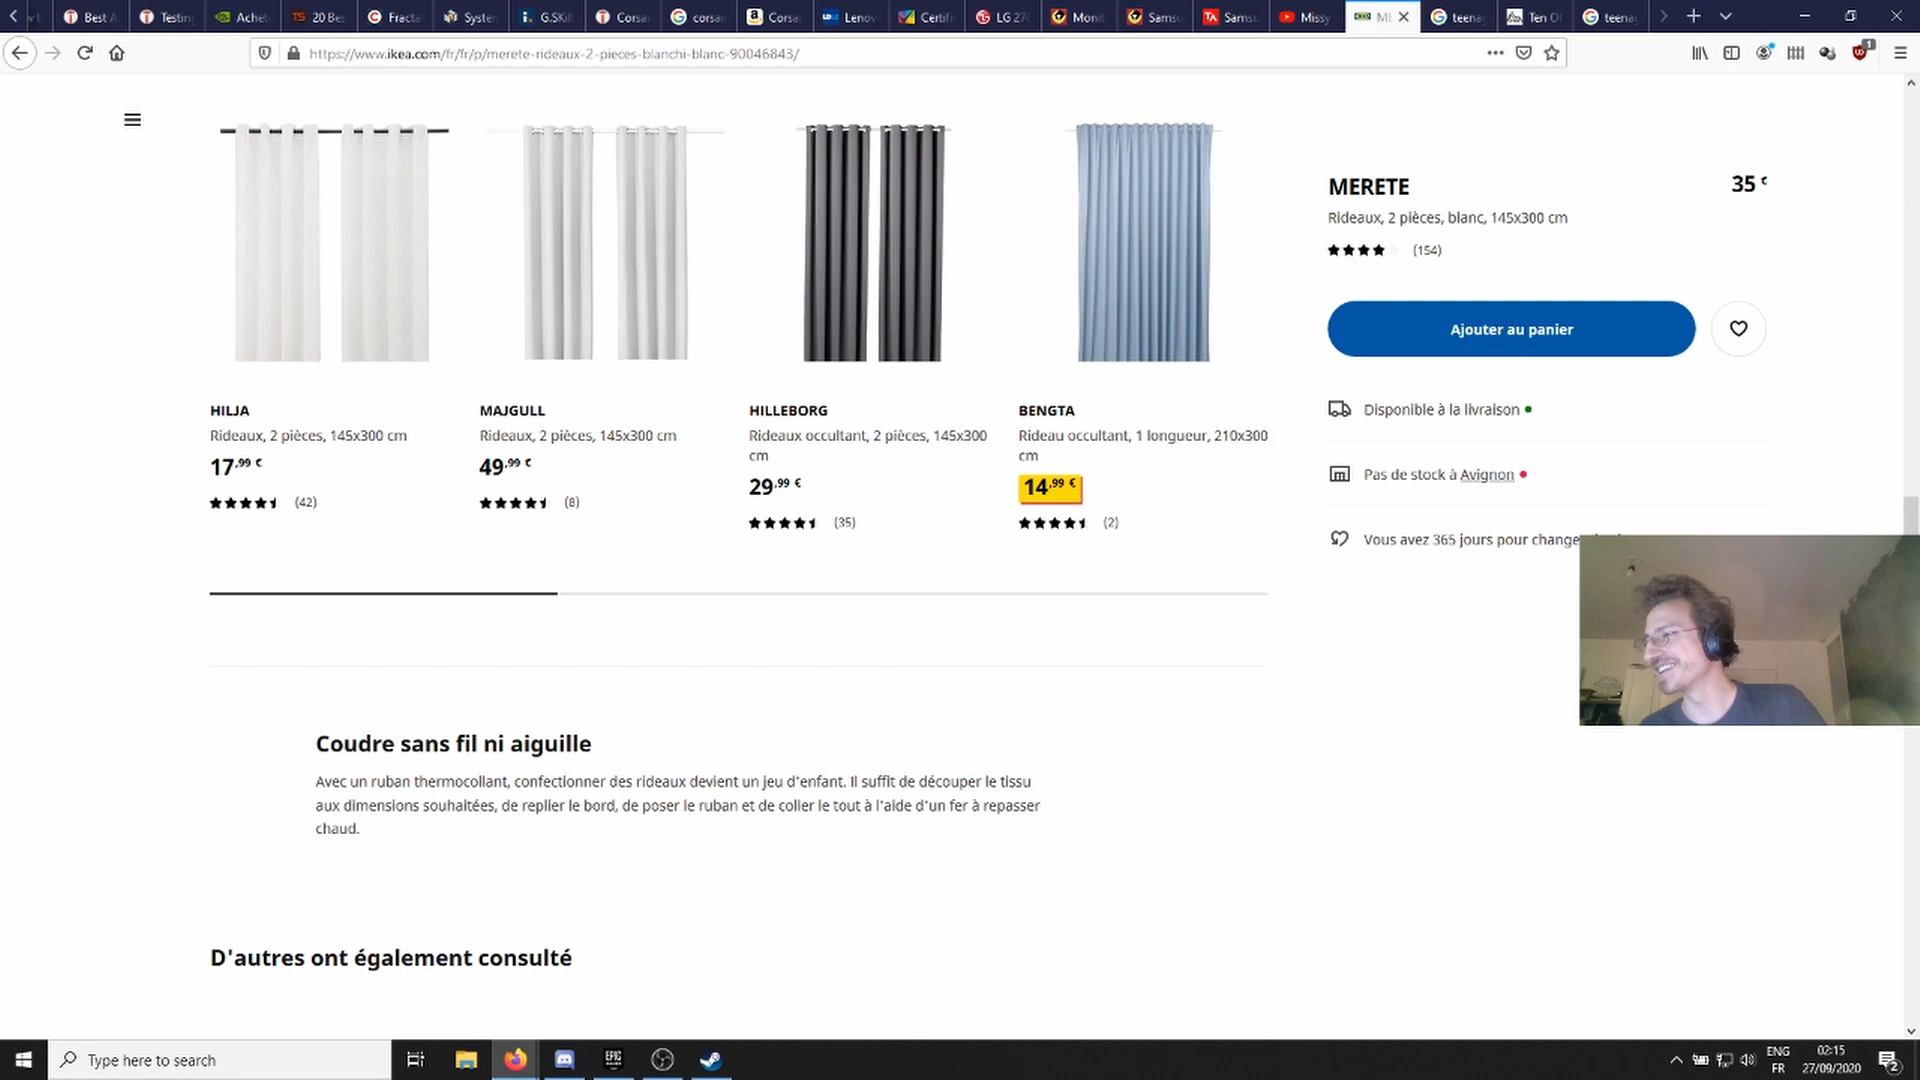 Best A
Testing
Achet
20 Be
Fracta
System
G.SKil
Corsai
corsai
Corsa
Lenov
Certifi
LG 27
Monit
Samsu
Samsu
Missy
ME
teena
Ten O
teena
https://www.ikea.com/fr/fr/p/merete-rideaux-2-pieces-blanchi-blanc-90046843/
HILJA
Rideaux, 2 pièces, 145x300 cm
17,99 €
(42)
MAJGULL
Rideaux, 2 pièces, 145x300 cm
49,99 €
(8)
HILLEBORG
Rideaux occultant, 2 pièces, 145x300
cm
29,99 €
(35)
BENGTA
Rideau occultant, 1 longueur, 210x300
cm
14,99 €
(2)
MERETE
35 €
Rideaux, 2 pièces, blanc, 145x300 cm
(154)
Ajouter au panier
Disponible à la livraison
Pas de stock à Avignon
Vous avez 365 jours pour change
Coudre sans fil ni aiguille
Avec un ruban thermocollant, confectionner des rideaux devient un jeu d'enfant. Il suffit de découper le tissu
aux dimensions souhaitées, de replier le bord, de poser le ruban et de coller le tout à l'aide d'un fer à repasser
chaud.
D'autres ont également consulté
Type here to search
EPIC
ENG
FR
02:15
27/09/2020
2